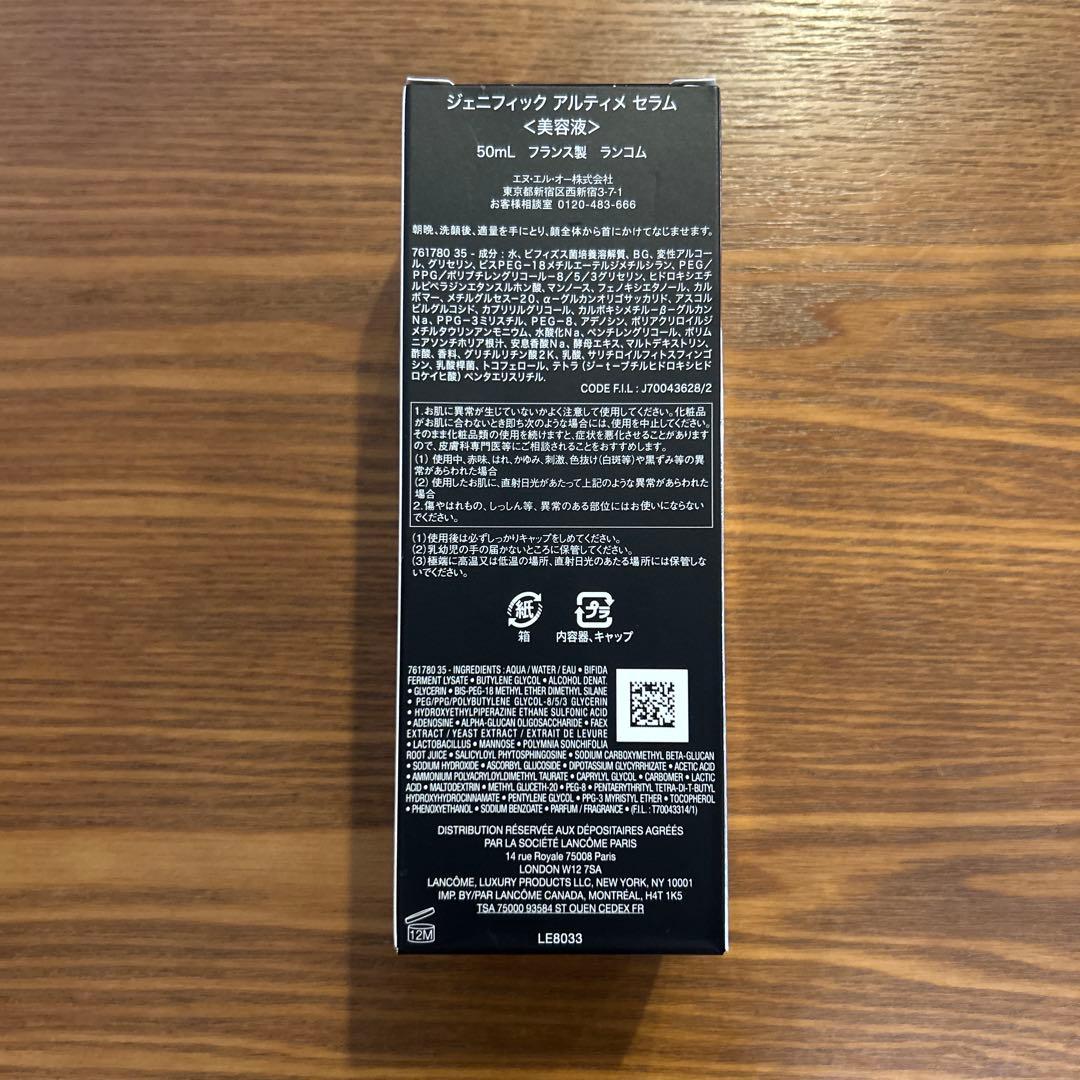 ジェニフィック アルティメ セラム
<美容液>
50mL フランス製 ランコム
エヌ・エル・オー株式会社
東京都新宿区西新宿3-7-1
お客様相談室 0120-483-666
朝晩、洗顔後、適量を手にとり、顔全体から首にかけてなじませます。
761780 35 - 成分 : 水、ビフィズス菌培養溶解質、BG、変性アルコー
ル、グリセリン、ビスPEG-18メチルエーテルジメチルシラン、PEG/
PPG/ポリブチレングリコール-8/5/3グリセリン、ヒドロキシエチ
ルピペラジンエタンスルホン酸、マンノース、フェノキシエタノール、カル
ボマー、メチルグルセス-20、α-グルカンオリゴサッカリド、アスコル
ビルグルコシド、カプリリルグリコール、カルボキシメチル-β-グルカン
Na、PPG-3ミリスチル、PEG-8、アデノシン、ポリアクリロイルジ
メチルタウリンアンモニウム、水酸化Na、ペンチレングリコール、ポリム
ニアソンチホリア根汁、安息香酸Na、酵母エキス、マルトデキストリン、
酢酸、香料、グリチルリチン酸2K、乳酸、サリチロイルフィトスフィンゴ
シン、乳酸桿菌、トコフェロール、テトラ(ジ-t-ブチルヒドロキシヒド
ロケイヒ酸)ペンタエリスリチル.
CODE F.I.L : J70043628/2
1.お肌に異常が生じていないかよく注意して使用してください。化粧品
がお肌に合わないとき即ち次のような場合には、使用を中止してください。
そのまま化粧品類の使用を続けますと、症状を悪化させることがあります
ので、皮膚科専門医等にご相談されることをおすすめします。
(1) 使用中、赤味、はれ、かゆみ、刺激、色抜け(白斑等)や黒ずみ等の異
常があらわれた場合
(2) 使用したお肌に、直射日光があたって上記のような異常があらわれた
場合
2.傷やはれもの、しっしん等、異常のある部位にはお使いにならない
でください。
(1)使用後は必ずしっかりキャップをしめてください。
(2)乳幼児の手の届かないところに保管してください。
(3)極端に高温又は低温の場所、直射日光のあたる場所には保管しな
いでください。
紙 プラ
箱 内容器、キャップ
761780 35 - INGREDIENTS : AQUA / WATER / EAU • BIFIDA
FERMENT LYSATE • BUTYLENE GLYCOL • ALCOHOL DENAT.
• GLYCERIN • BIS-PEG-18 METHYL ETHER DIMETHYL SILANE
• PEG/PPG/POLYBUTYLENE GLYCOL-8/5/3 GLYCERIN
• HYDROXYETHYLPIPERAZINE ETHANE SULFONIC ACID
• ADENOSINE • ALPHA-GLUCAN OLIGOSACCHARIDE • FAEX
EXTRACT / YEAST EXTRACT / EXTRAIT DE LEVURE
• LACTOBACILLUS • MANNOSE • POLYMNIA SONCHIFOLIA
ROOT JUICE • SALICYLOYL PHYTOSPHINGOSINE • SODIUM CARBOXYMETHYL BETA-GLUCAN
• SODIUM HYDROXIDE • ASCORBYL GLUCOSIDE • DIPOTASSIUM GLYCYRRHIZATE • ACETIC ACID
• AMMONIUM POLYACRYLOYLDIMETHYL TAURATE • CAPRYLYL GLYCOL • CARBOMER • LACTIC
ACID • MALTODEXTRIN • METHYL GLUCETH-20 • PEG-8 • PENTAERYTHRITYL TETRA-DI-T-BUTYL
HYDROXYHYDROCINNAMATE • PENTYLENE GLYCOL • PPG-3 MYRISTYL ETHER • TOCOPHEROL
• PHENOXYETHANOL • SODIUM BENZOATE • PARFUM / FRAGRANCE • (F.I.L : T70043314/1)
DISTRIBUTION RÉSERVÉE AUX DÉPOSITAIRES AGRÉÉS
PAR LA SOCIÉTÉ LANCÔME PARIS
14 rue Royale 75008 Paris
LONDON W12 7SA
LANCÔME, LUXURY PRODUCTS LLC, NEW YORK, NY 10001
IMP. BY/PAR LANCÔME CANADA, MONTRÉAL, H4T 1K5
TSA 75000 93584 ST OUEN CEDEX FR
12M
LE8033